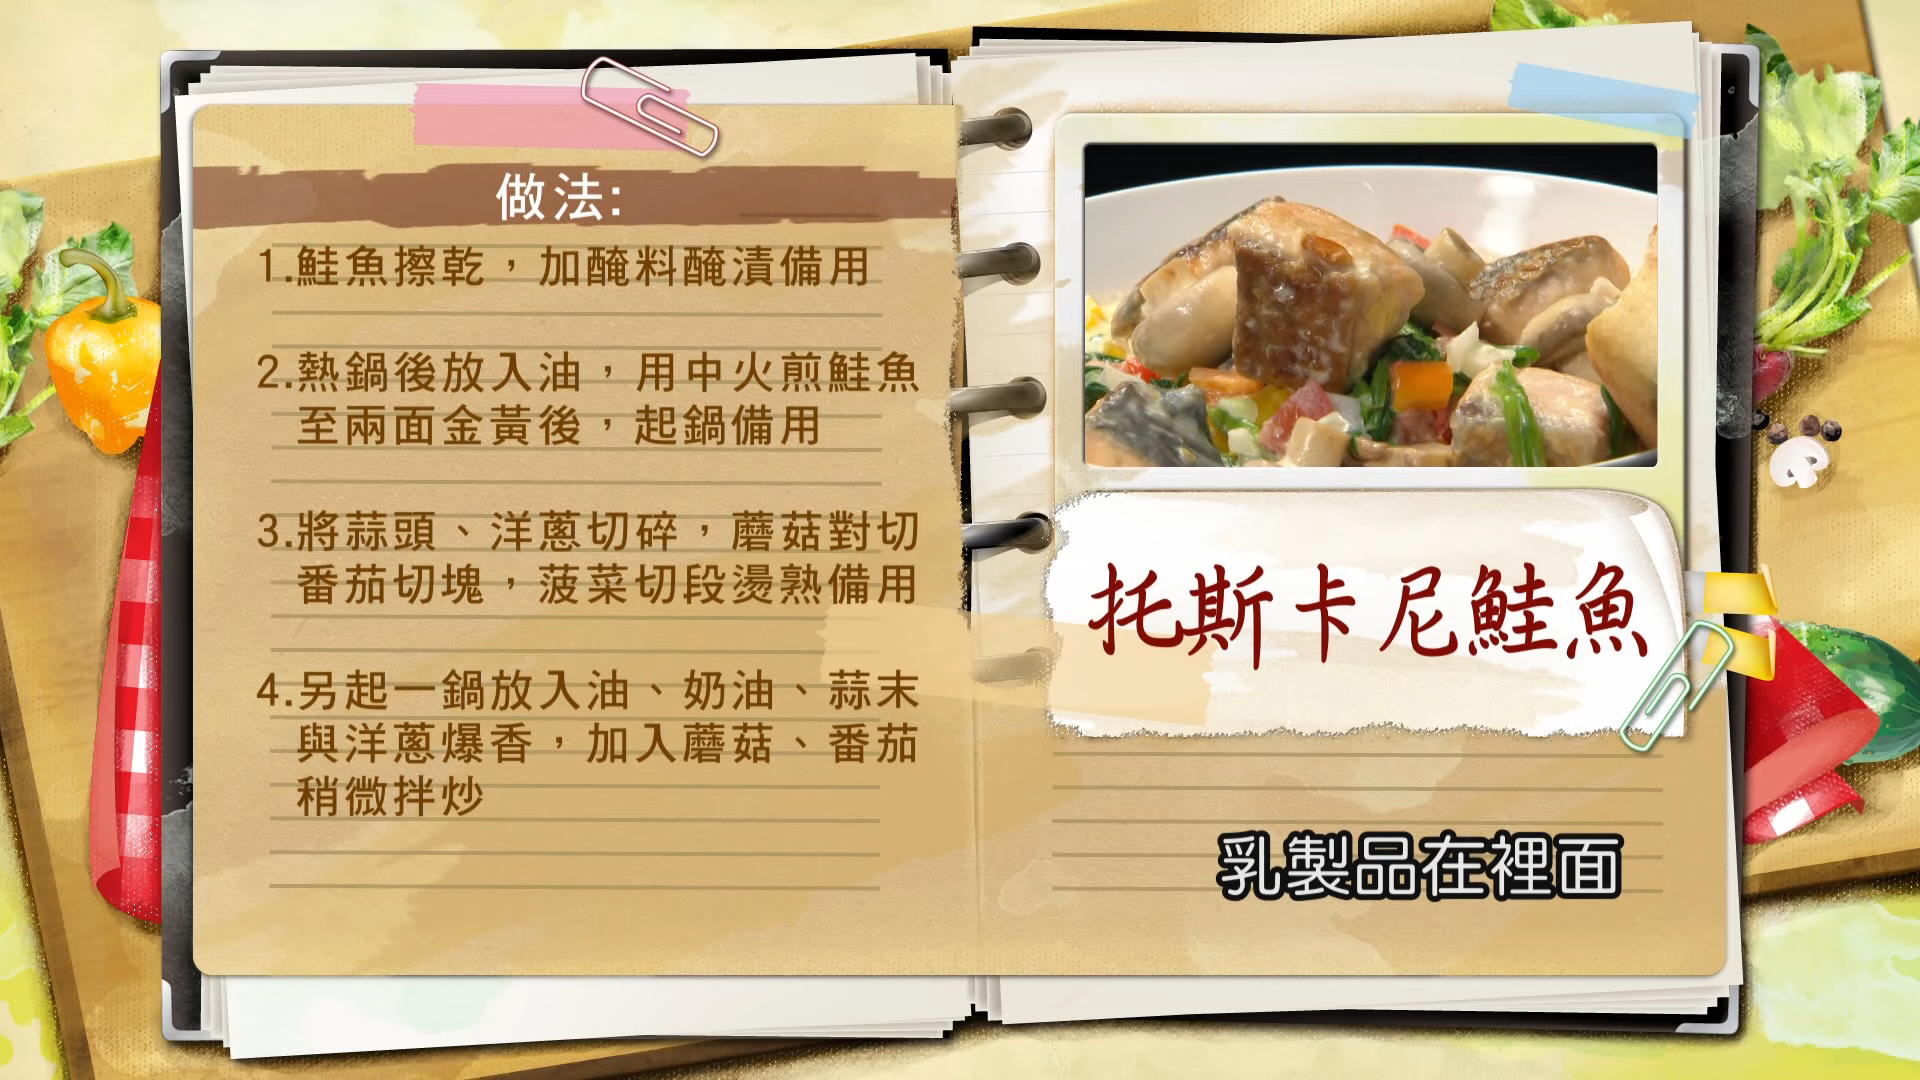 做法:
1.鮭魚擦乾，加醃料醃漬備用
2.熱鍋後放入油，用中火煎鮭魚
至兩面金黃後，起鍋備用
3.將蒜頭、洋蔥切碎，蘑菇對切
番茄切塊，菠菜切段燙熟備用
4.另起一鍋放入油、奶油、蒜末
與洋蔥爆香，加入蘑菇、番茄
稍微拌炒
托斯卡尼鮭魚
乳製品在裡面